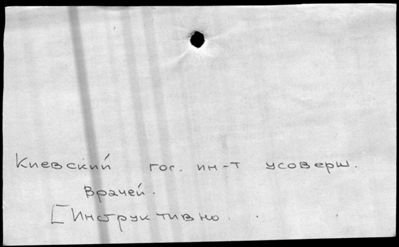 Киевский гос. ин-т усоверш.
врачей.
[Инструктивно. . .